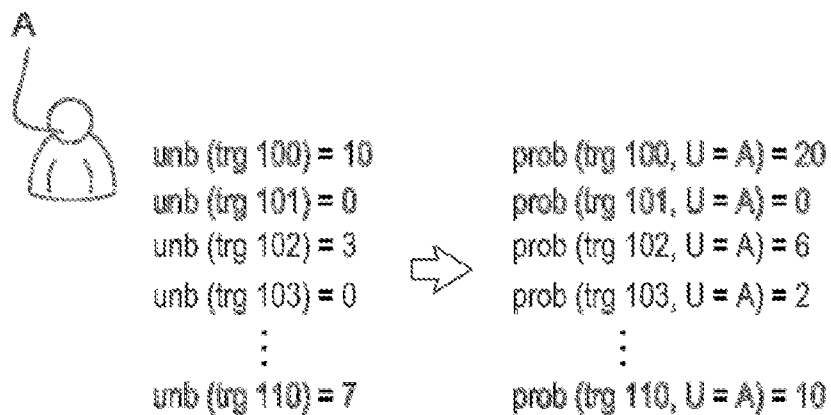 A
unb (trg 100) = 10
unb (trg 101) = 0
unb (trg 102) = 3
unb (trg 103) = 0
unb (trg 110) = 7
prob (trg 100, U = A) = 20
prob (trg 101, U = A) = 0
prob (trg 102, U = A) = 6
prob (trg 103, U = A) = 2
prob (trg 110, U = A) = 10